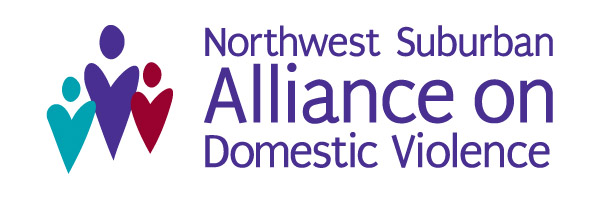 Northwest Suburban
Alliance on
Domestic Violence